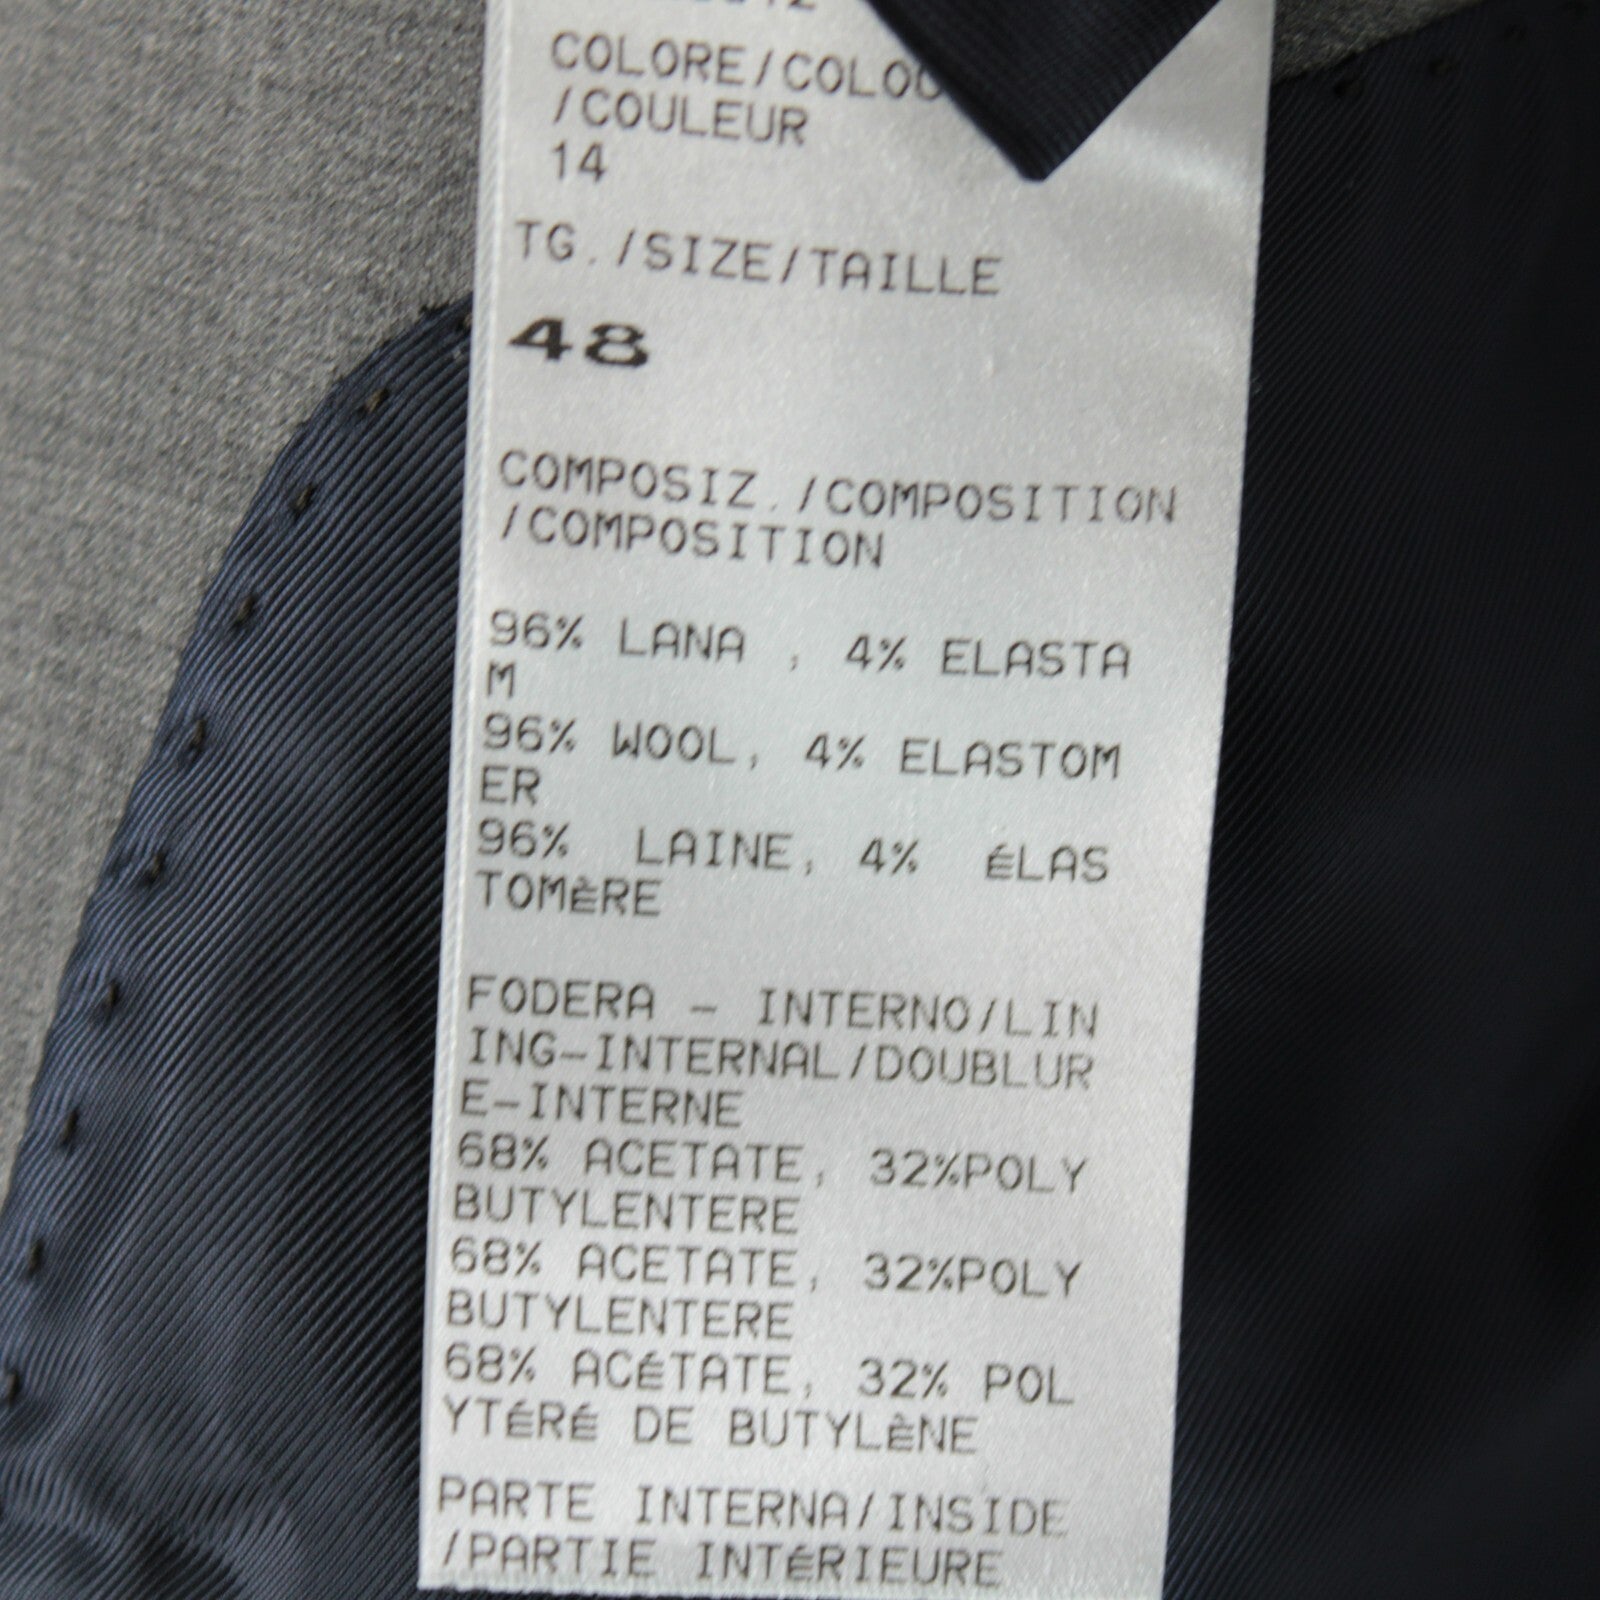 COLORE/COLOU
/COULEUR
14
TG./SIZE/TAILLE
48
COMPOSIZ./COMPOSITION
/COMPOSITION
96% LANA , 4% ELASTA
M
96% WOOL, 4% ELASTOM
ER
96% LAINE, 4% ÉLAS
TOMÈRE
FODERA - INTERNO/LIN
ING-INTERNAL/DOUBLUR
E-INTERNE
68% ACETATE, 32%POLY
BUTYLENTERE
68% ACETATE, 32%POLY
BUTYLENTERE
68% ACÉTATE, 32% POL
YTÉRÉ DE BUTYLÈNE
PARTE INTERNA/INSIDE
/PARTIE INTÉRIEURE